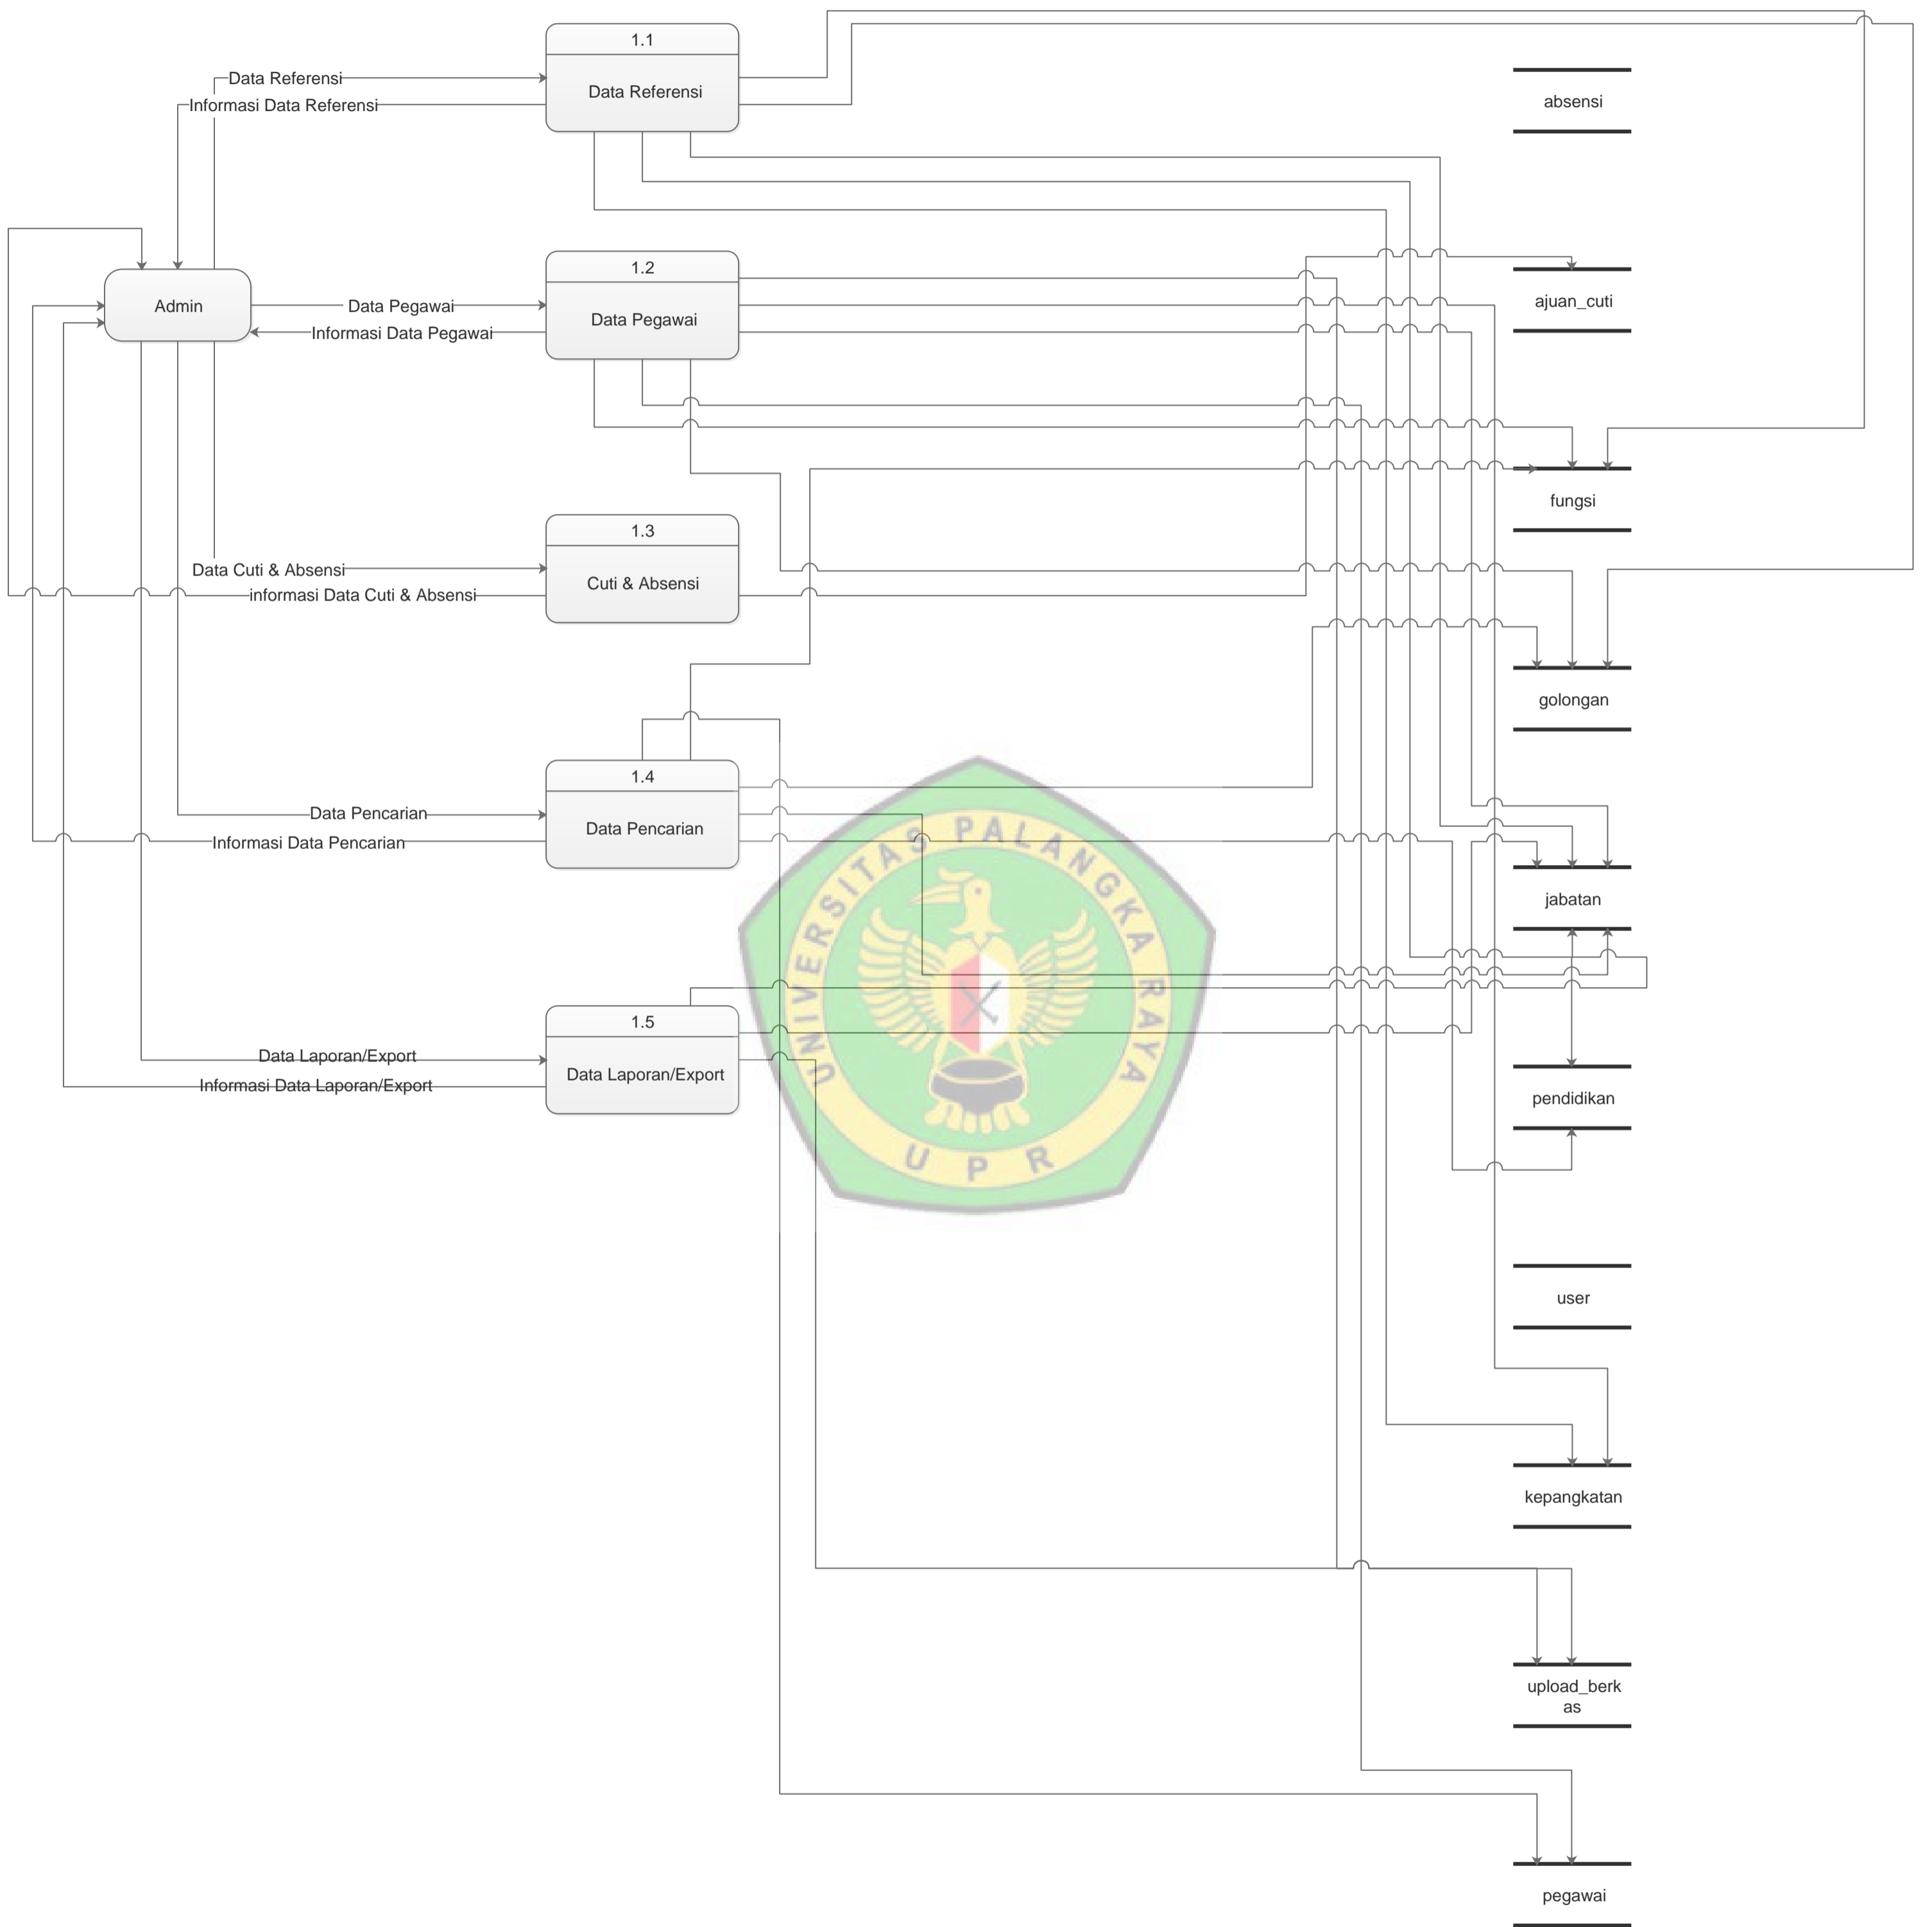 1.1
Data Referensi
Data Referensi
Informasi Data Referensi
absensi
1.2
Data Pegawai
Admin
Data Pegawai
Informasi Data Pegawai
ajuan_cuti
fungsi
1.3
Cuti & Absensi
Data Cuti & Absensi
informasi Data Cuti & Absensi
golongan
1.4
Data Pencarian
Data Pencarian
Informasi Data Pencarian
UNIVERSITAS PALANGKA RAYA
UPR
jabatan
1.5
Data Laporan/Export
Data Laporan/Export
Informasi Data Laporan/Export
pendidikan
user
kepangkatan
upload_berk
as
pegawai